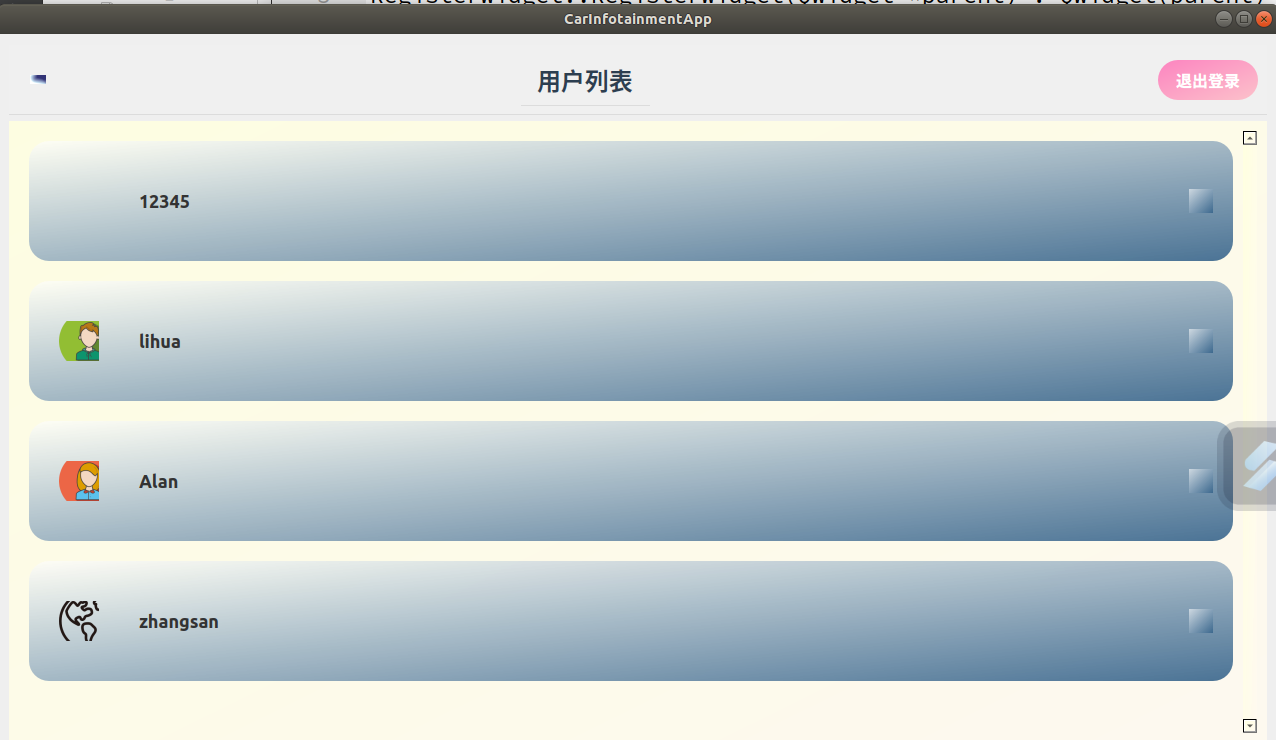 CarInfotainmentApp
用户列表
退出登录
12345
lihua
Alan
zhangsan